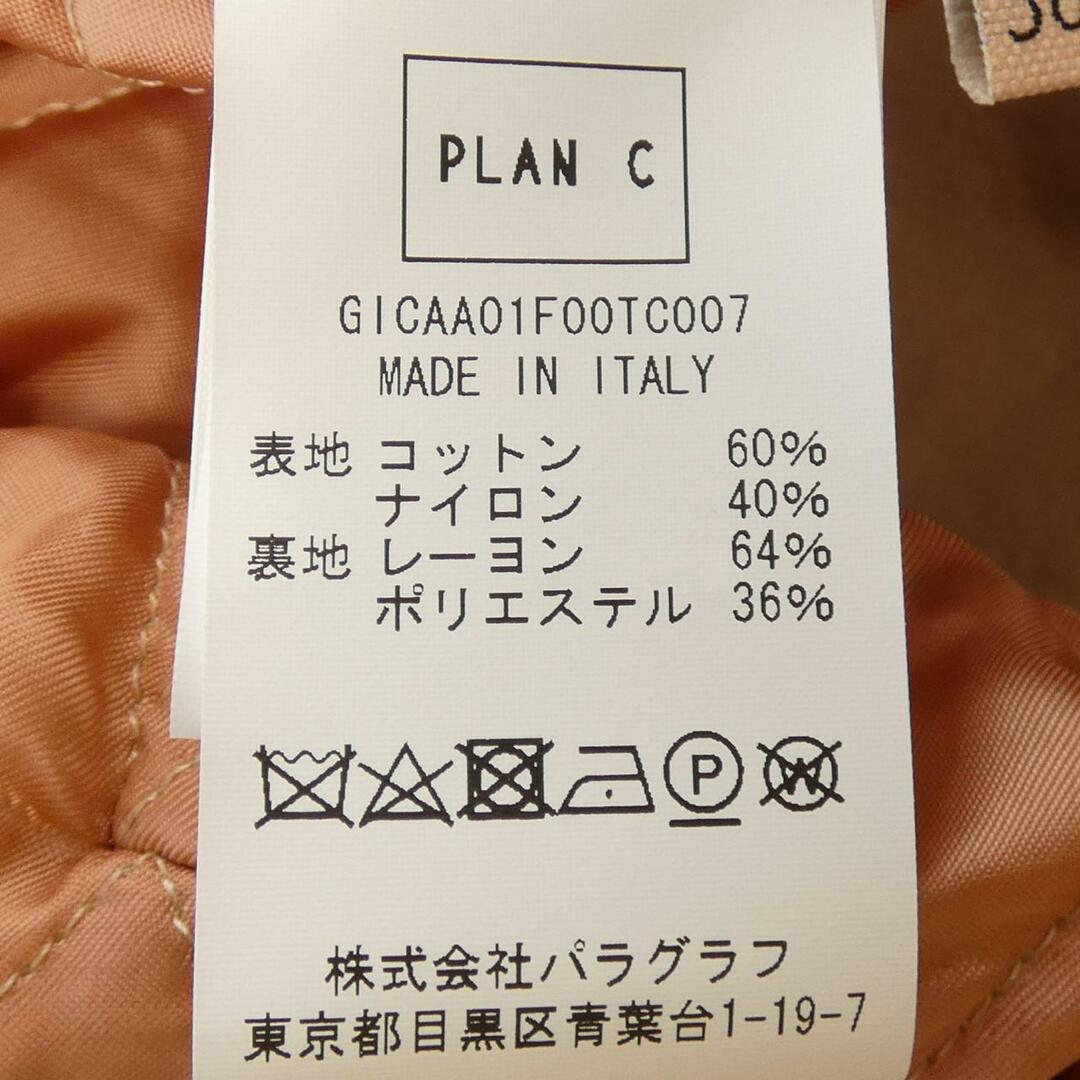 PLAN C
GICAA01F00TC007
MADE IN ITALY
表地 コットン 60%
ナイロン 40%
裏地 レーヨン 64%
ポリエステル 36%
P W
株式会社パラグラフ
東京都目黒区青葉台1-19-7